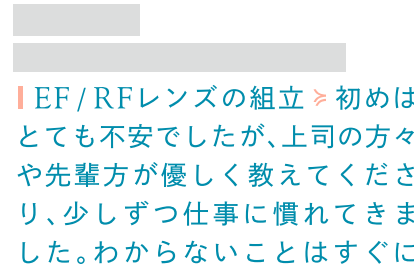 EF/RFレンズの組立 ≽ 初めは
とても不安でしたが、上司の方々
や先輩方が優しく教えてくださ
り、少しずつ仕事に慣れてきま
した。わからないことはすぐに